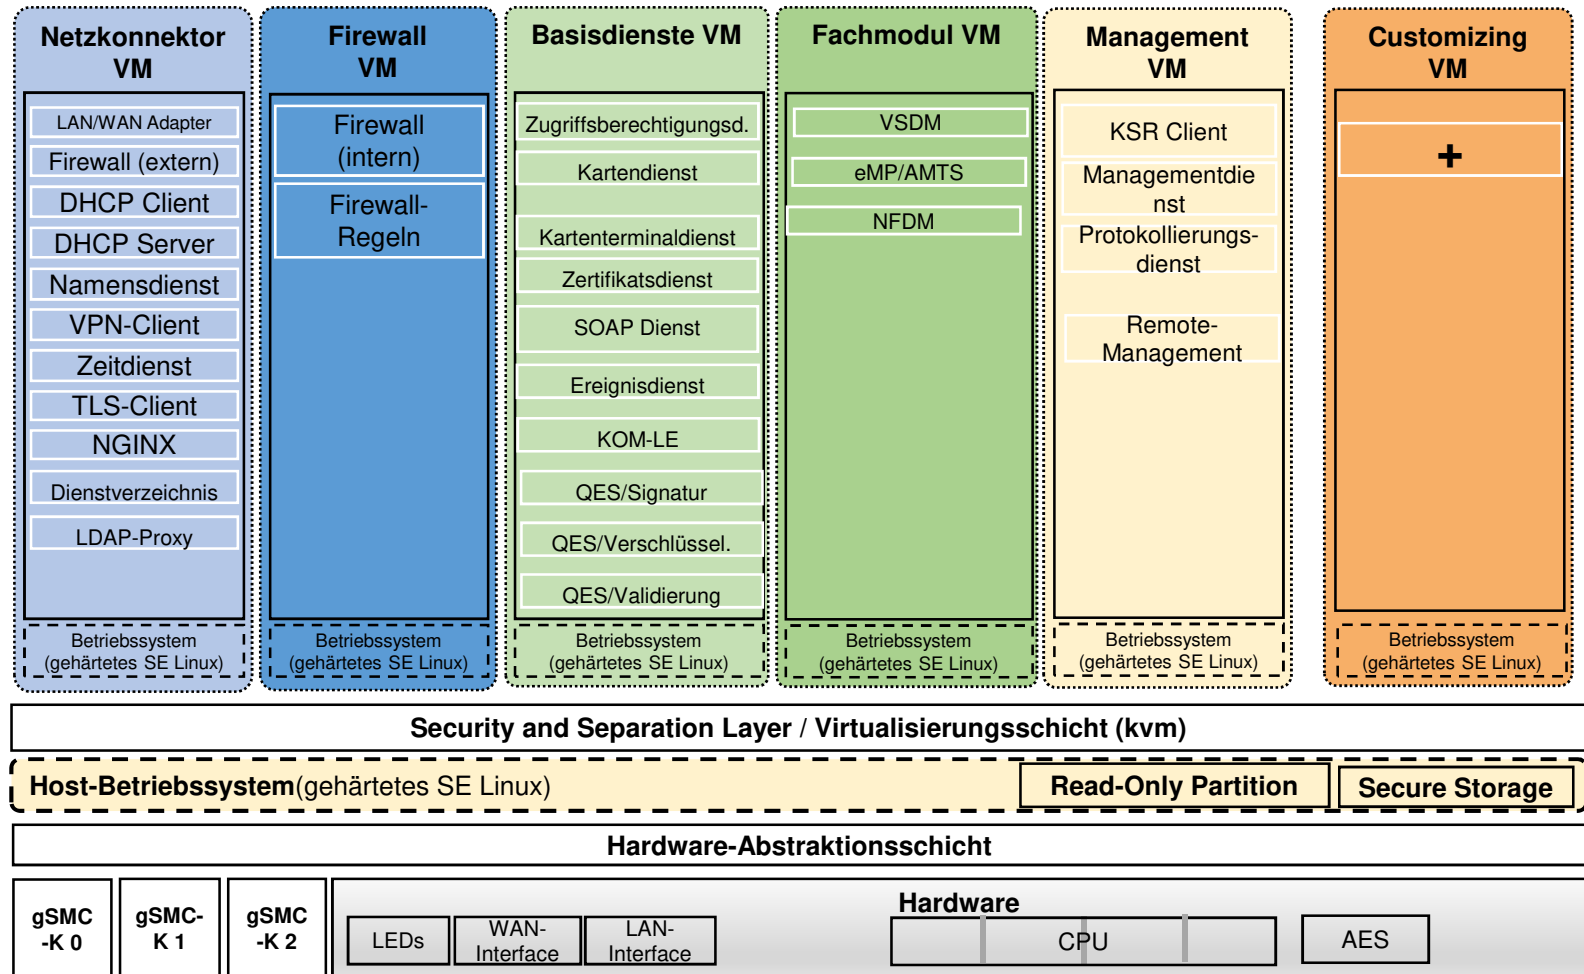 Netzkonnektor
VM
LAN/WAN Adapter
Firewall (extern)
DHCP Client
DHCP Server
Namensdienst
VPN-Client
Zeitdienst
TLS-Client
NGINX
Dienstverzeichnis
LDAP-Proxy
Betriebssystem
(gehärtetes SE Linux)
Firewall
VM
Firewall
(intern)
Firewall-
Regeln
Betriebssystem
(gehärtetes SE Linux)
Basisdienste VM
Zugriffsberechtigungsd.
Kartendienst
Kartenterminaldienst
Zertifikatsdienst
SOAP Dienst
Ereignisdienst
KOM-LE
QES/Signatur
QES/Verschlüssel.
QES/Validierung
Betriebssystem
(gehärtetes SE Linux)
Fachmodul VM
VSDM
eMP/AMTS
NFDM
Betriebssystem
(gehärtetes SE Linux)
Management
VM
KSR Client
Managementdie
nst
Protokollierungs-
dienst
Remote-
Management
Betriebssystem
(gehärtetes SE Linux)
Customizing
VM
+
Betriebssystem
(gehärtetes SE Linux)
Security and Separation Layer / Virtualisierungsschicht (kvm)
Host-Betriebssystem(gehärtetes SE Linux)
Read-Only Partition
Secure Storage
Hardware-Abstraktionsschicht
gSMC
-K 0
gSMC-
K 1
gSMC
-K 2
Hardware
LEDs
WAN-
Interface
LAN-
Interface
CPU
AES